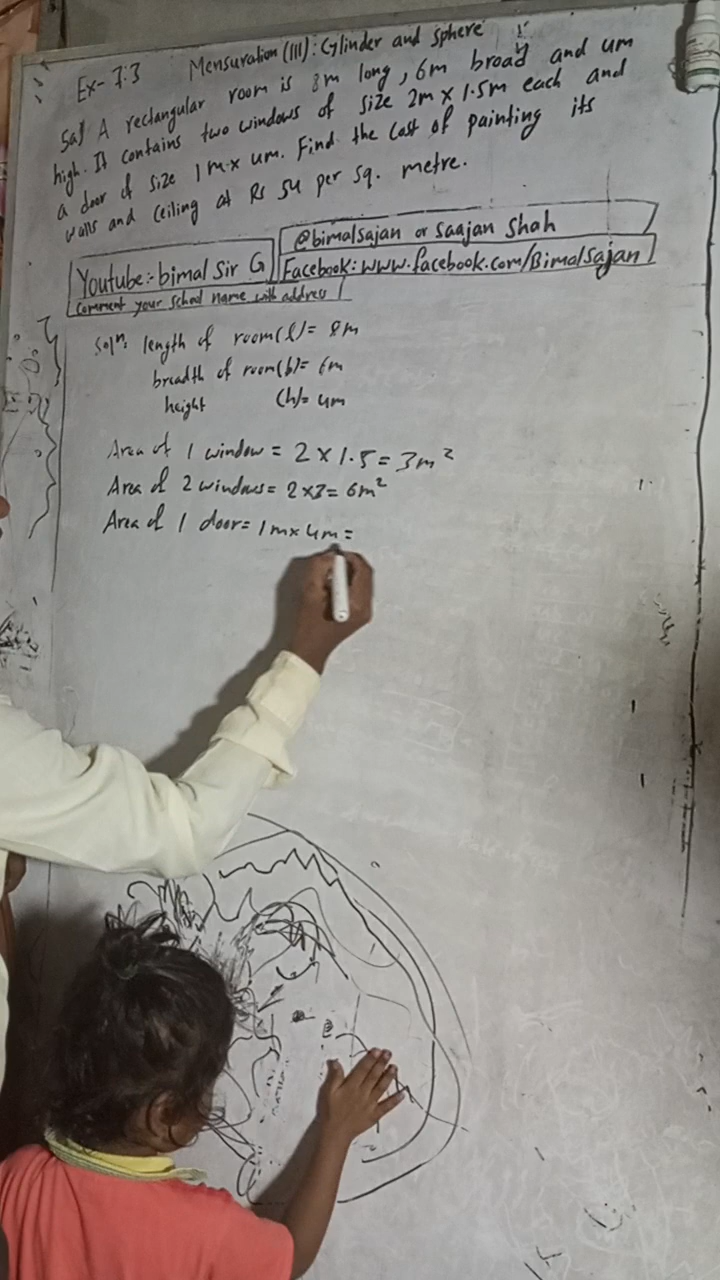 Ex- 7.3 Mensuration (III): Cylinder and sphere
5a) A rectangular room is 8m long, 6m broad and 4m
high. It contains two windows of size 2m x 1.5m each and
a door of size 1m x 4m. Find the cost of painting its
walls and ceiling at Rs 54 per sq. metre.
@bimalsajan or Saajan Shah
Youtube:- bimal Sir G
Facebook: www.facebook.com/Bimalsajan
Comment your school name with address
Solⁿ: length of room(l)= 8m
breadth of room(b)= 6m
height (h)= 4m
Area of 1 window = 2 x 1.5 = 3m²
Area of 2 windows= 2x3= 6m²
Area of 1 door= 1mx4m=